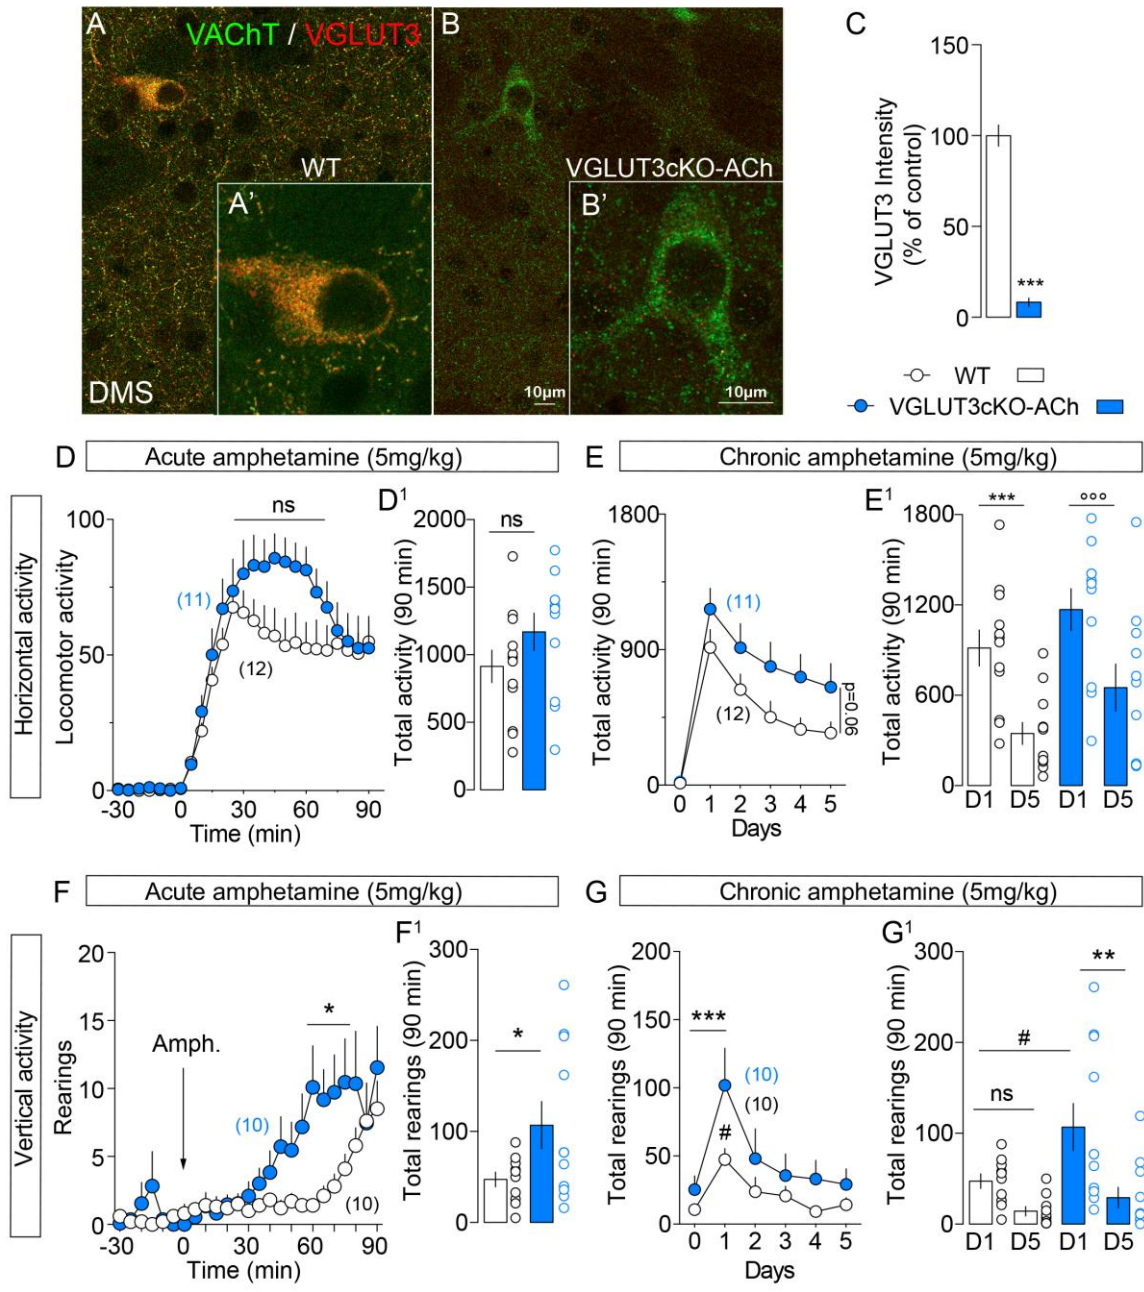 A
VAChT / VGLUT3
WT
A'
DMS
B
VGLUT3cKO-ACh
B'
10µm
10µm
C
VGLUT3 Intensity
(% of control)
150
100
50
0
***
WT
VGLUT3cKO-ACh
D
Acute amphetamine (5mg/kg)
E
Chronic amphetamine (5mg/kg)
Horizontal activity
Locomotor activity
100
50
0
ns
(11)
(12)
-30
0
30
60
90
Time (min)
D¹
Total activity (90 min)
2000
1500
1000
500
0
ns
Total activity (90 min)
1800
900
0
(11)
(12)
p=0.06
0 1 2 3 4 5
Days
E¹
Total activity (90 min)
1800
1200
600
0
***
°°°
D1 D5 D1 D5
F
Acute amphetamine (5mg/kg)
G
Chronic amphetamine (5mg/kg)
Vertical activity
Rearings
20
15
10
5
0
Amph.
*
(10)
(10)
-30
0
30
60
90
Time (min)
F¹
Total rearings (90 min)
300
200
100
0
*
Total rearings (90 min)
200
150
100
50
0
***
#
(10)
(10)
0 1 2 3 4 5
Days
G¹
Total rearings (90 min)
300
200
100
0
**
#
ns
D1 D5 D1 D5